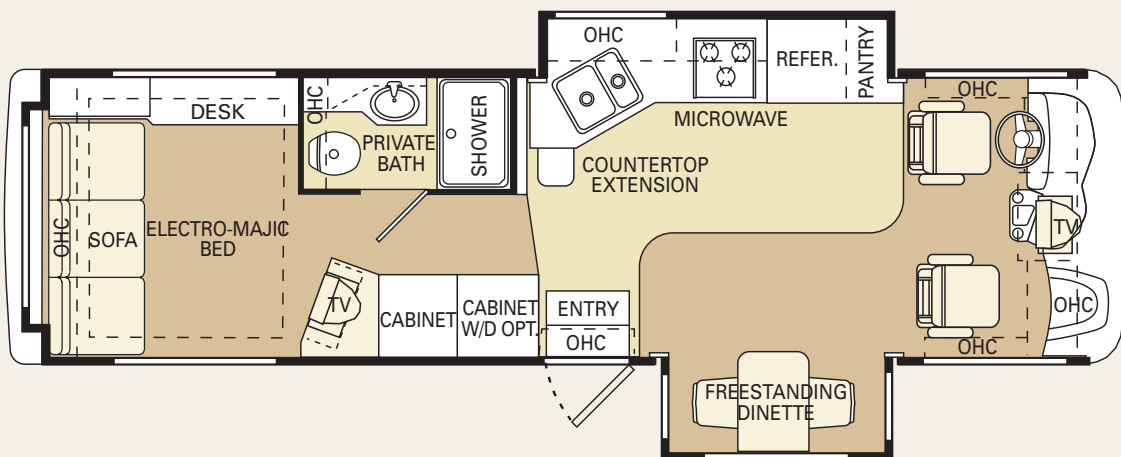 OHC
REFER.
PANTRY
MICROWAVE
OHC
DESK
OHC
PRIVATE
BATH
SHOWER
COUNTERTOP
EXTENSION
OHC
SOFA
ELECTRO-MAJIC
BED
TV
TV
CABINET
CABINET
W/D OPT.
ENTRY
OHC
OHC
OHC
FREESTANDING
DINETTE